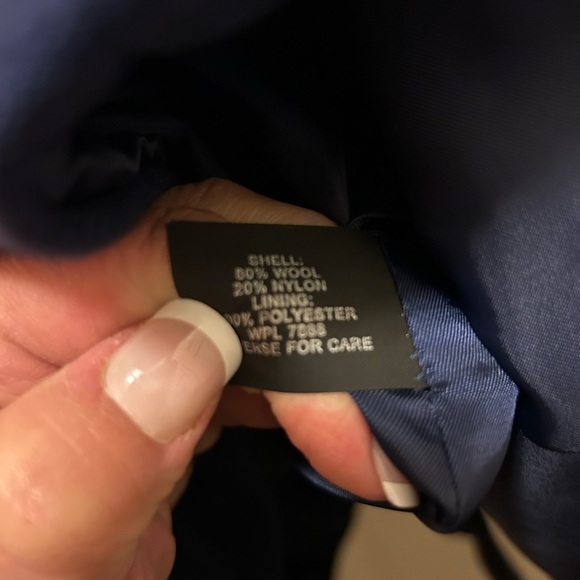 SHELL:
80% WOOL
20% NYLON
LINING:
POLYESTER
WPL 7888
FOR CARE